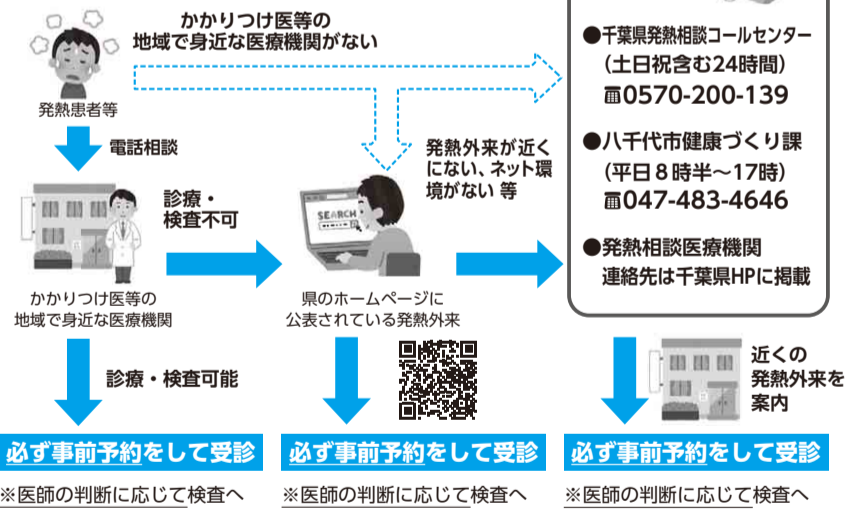 かかりつけ医等の
地域で身近な医療機関がない
発熱患者等
電話相談
診療・
検査不可
かかりつけ医等の
地域で身近な医療機関
診療・検査可能
必ず事前予約をして受診
※医師の判断に応じて検査へ
SEARCH
発熱外来が近く
にない、ネット環
境がない 等
県のホームページに
公表されている発熱外来
必ず事前予約をして受診
※医師の判断に応じて検査へ
●千葉県発熱相談コールセンター
(土日祝含む24時間)
☎0570-200-139
●八千代市健康づくり課
(平日8時半~17時)
☎047-483-4646
●発熱相談医療機関
連絡先は千葉県HPに掲載
近くの
発熱外来を
案内
必ず事前予約をして受診
※医師の判断に応じて検査へ